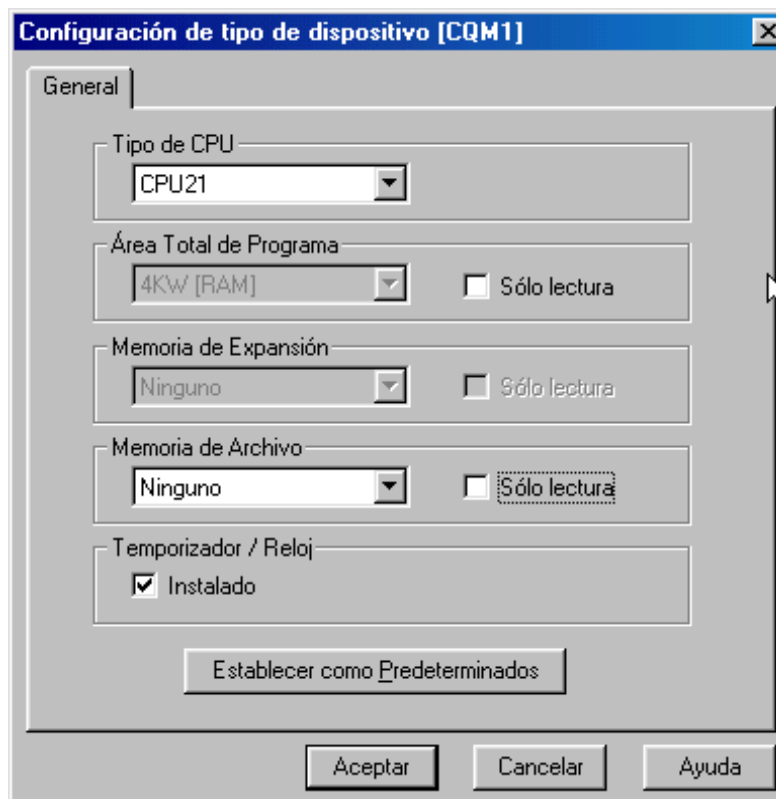 Configuración de tipo de dispositivo [CQM1]
General
Tipo de CPU
CPU21
Área Total de Programa
4KW [RAM]
Sólo lectura
Memoria de Expansión
Ninguno
Sólo lectura
Memoria de Archivo
Ninguno
Sólo lectura
Temporizador / Reloj
Instalado
Establecer como Predeterminados
Aceptar
Cancelar
Ayuda